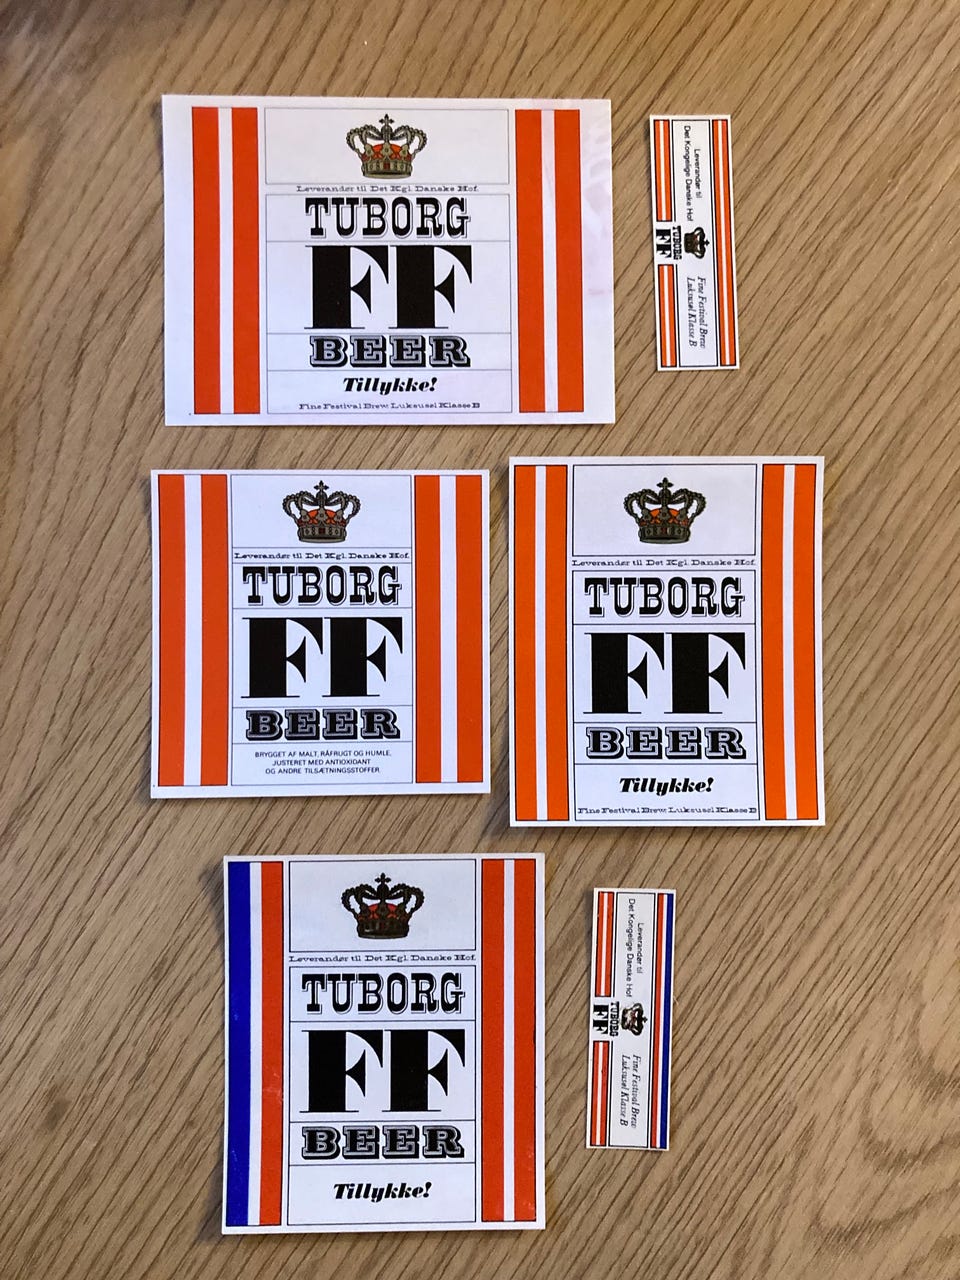 Leverandør til Det Kgl. Danske Hof.
TUBORG
FF
BEER
Tillykke!
Fine Festival Brew. Luksusøl Klasse B
Leverandør til
Det Kongelige Danske Hof
TUBORG
FF
Fine Festival Brew
Luksusøl Klasse B
Leverandør til Det Kgl. Danske Hof.
TUBORG
FF
BEER
BRYGGET AF MALT, RÅFRUGT OG HUMLE,
JUSTERET MED ANTIOXIDANT
OG ANDRE TILSÆTNINGSSTOFFER
Leverandør til Det Kgl. Danske Hof.
TUBORG
FF
BEER
Tillykke!
Fine Festival Brew. Luksusøl Klasse B
Leverandør til Det Kgl. Danske Hof.
TUBORG
FF
BEER
Tillykke!
Leverandør til
Det Kongelige Danske Hof
TUBORG
FF
Fine Festival Brew
Luksusøl Klasse B